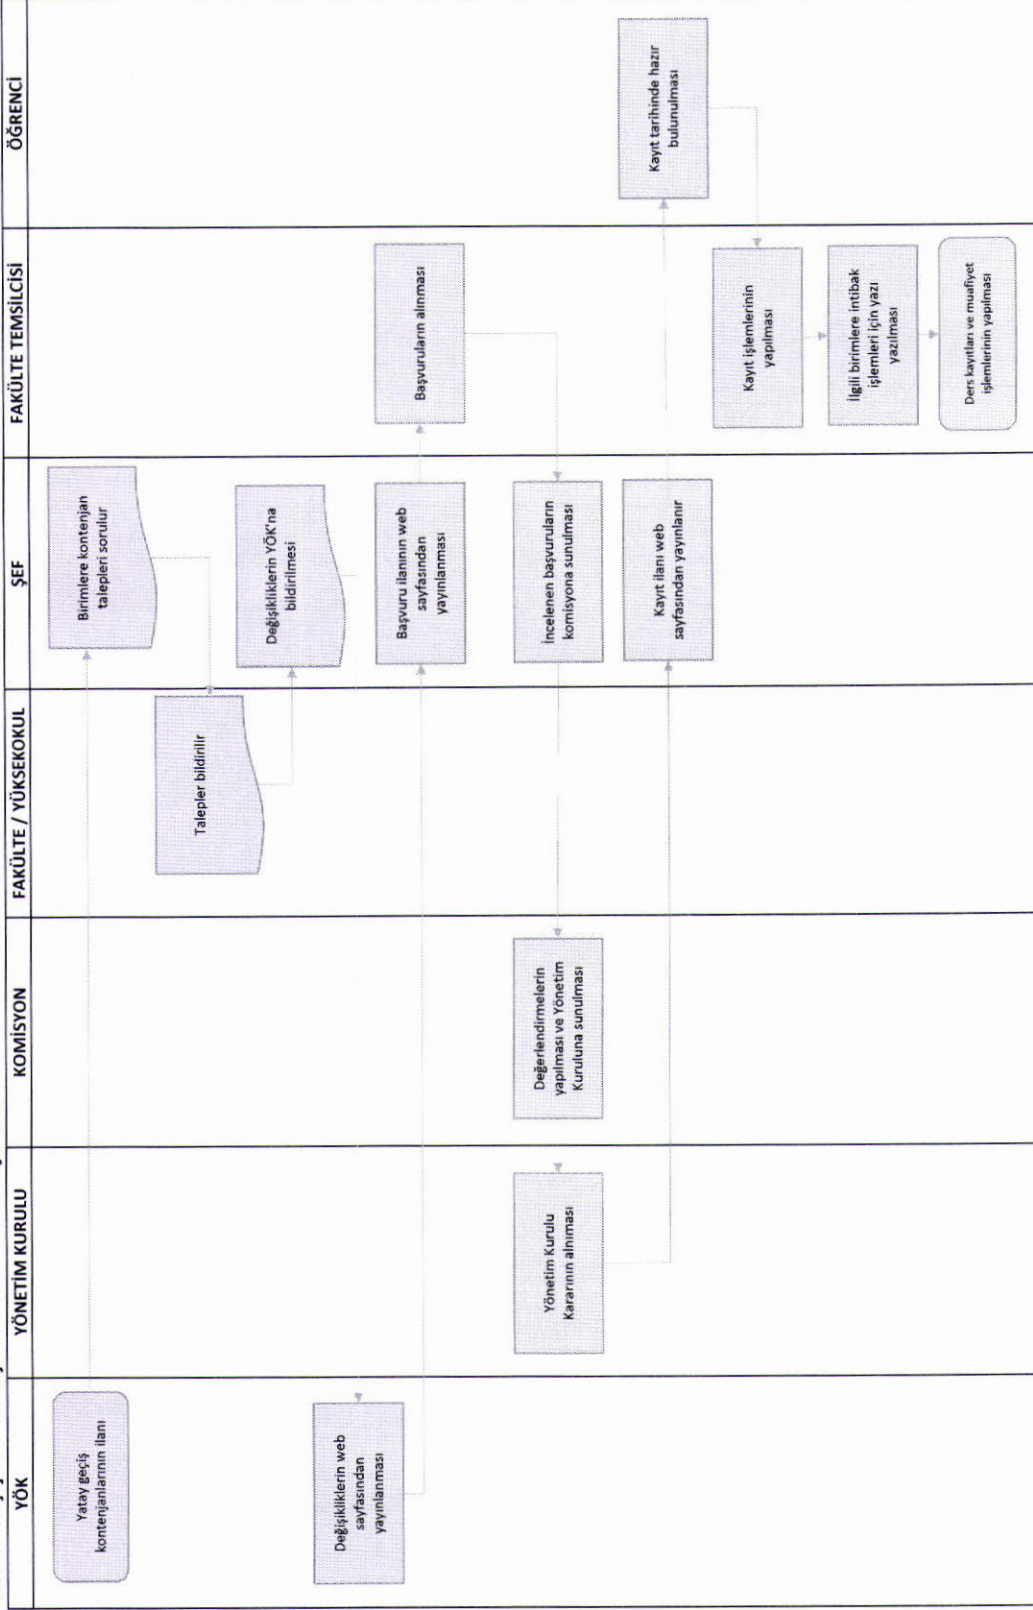 YÖK
YÖNETİM KURULU
KOMİSYON
FAKÜLTE / YÜKSEKOKUL
ŞEF
FAKÜLTE TEMSİLCİSİ
ÖĞRENCİ
Yatay geçiş
kontenjanlarının ilanı
Birimlere kontenjan
talepleri sorulur
Talepler bildirilir
Değişikliklerin YÖK'na
bildirilmesi
Değişikliklerin web
sayfasından
yayınlanması
Başvuru ilanının web
sayfasından
yayınlanması
Başvuruların alınması
İncelenen başvuruların
komisyona sunulması
Değerlendirmelerin
yapılması ve Yönetim
Kuruluna sunulması
Yönetim Kurulu
Kararının alınması
Kayıt ilanı web
sayfasından yayınlanır
Kayıt tarihinde hazır
bulunulması
Kayıt işlemlerinin
yapılması
İlgili birimlere intibak
işlemleri için yazı
yazılması
Ders kayıtları ve muafiyet
işlemlerinin yapılması